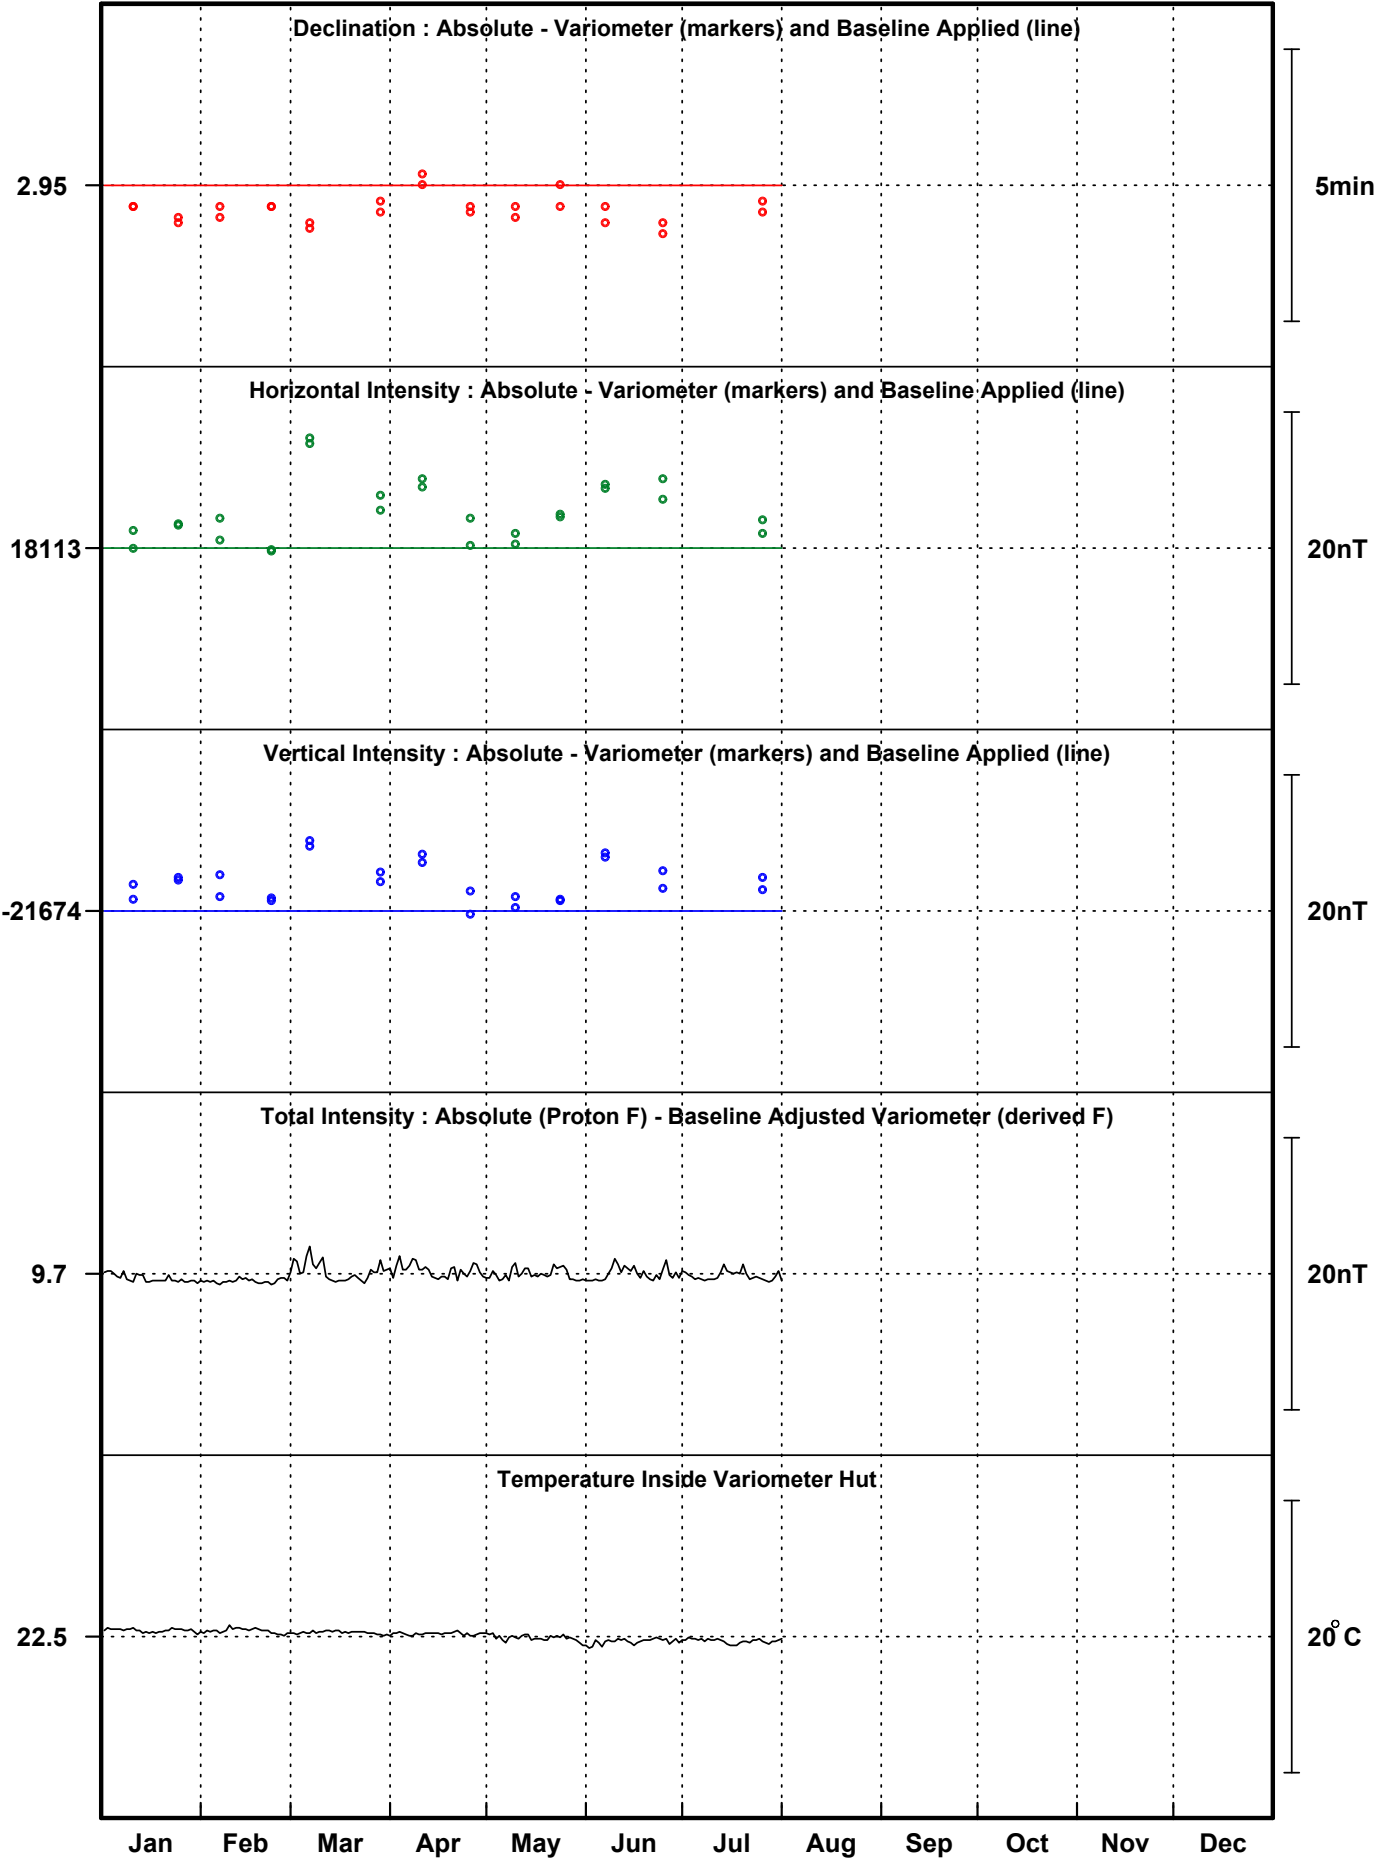 Declination : Absolute - Variometer (markers) and Baseline Applied (line)
2.95
5min
Horizontal Intensity : Absolute - Variometer (markers) and Baseline Applied (line)
18113
20nT
Vertical Intensity : Absolute - Variometer (markers) and Baseline Applied (line)
-21674
20nT
Total Intensity : Absolute (Proton F) - Baseline Adjusted Variometer (derived F)
9.7
20nT
Temperature Inside Variometer Hut
22.5
20°C
Jan Feb Mar Apr May Jun Jul Aug Sep Oct Nov Dec